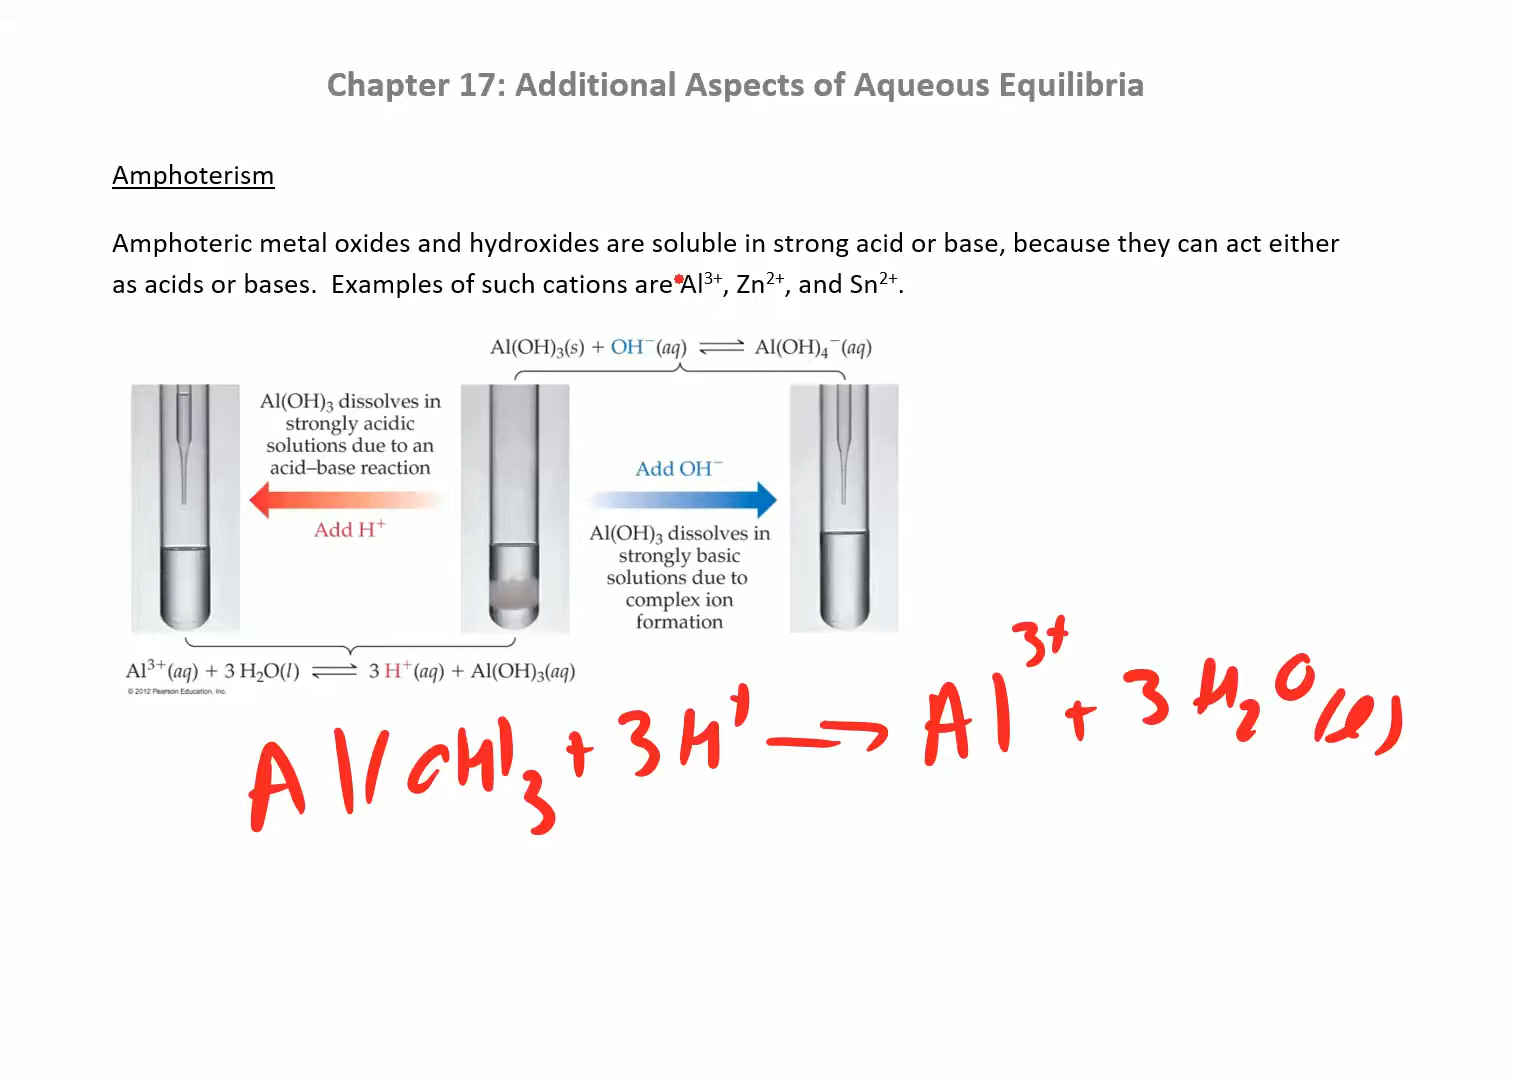 Chapter 17: Additional Aspects of Aqueous Equilibria
Amphoterism
Amphoteric metal oxides and hydroxides are soluble in strong acid or base, because they can act either
as acids or bases.  Examples of such cations are Al³⁺, Zn²⁺, and Sn²⁺.
Al(OH)₃(s) + OH⁻(aq) ⇌ Al(OH)₄⁻(aq)
Al(OH)₃ dissolves in
strongly acidic
solutions due to an
acid–base reaction
Add H⁺
Add OH⁻
Al(OH)₃ dissolves in
strongly basic
solutions due to
complex ion
formation
Al³⁺(aq) + 3 H₂O(l) ⇌ 3 H⁺(aq) + Al(OH)₃(aq)
© 2012 Pearson Education, Inc.
Al(OH)₃ + 3H⁺ → Al³⁺ + 3H₂O(l)